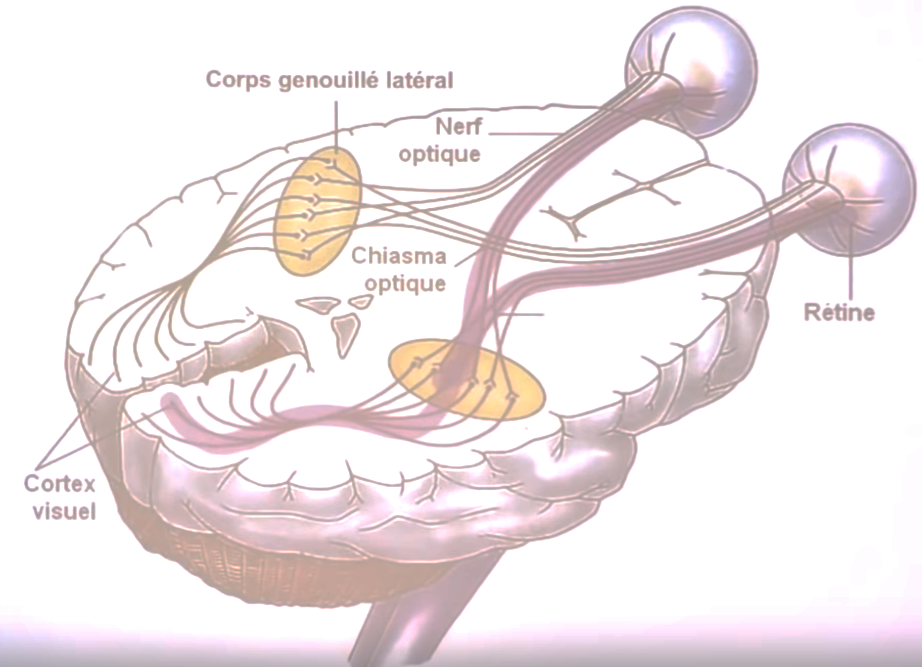 Corps genouillé latéral
Nerf
optique
Chiasma
optique
Rétine
Cortex
visuel